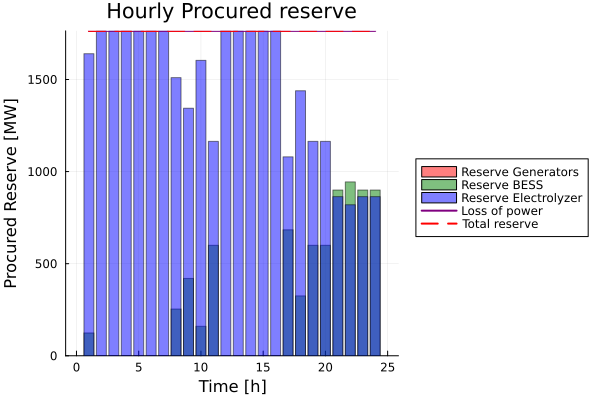 Hourly Procured reserve
Procured Reserve [MW]
1500
1000
500
0
0 5 10 15 20 25
Time [h]
Reserve Generators
Reserve BESS
Reserve Electrolyzer
Loss of power
Total reserve